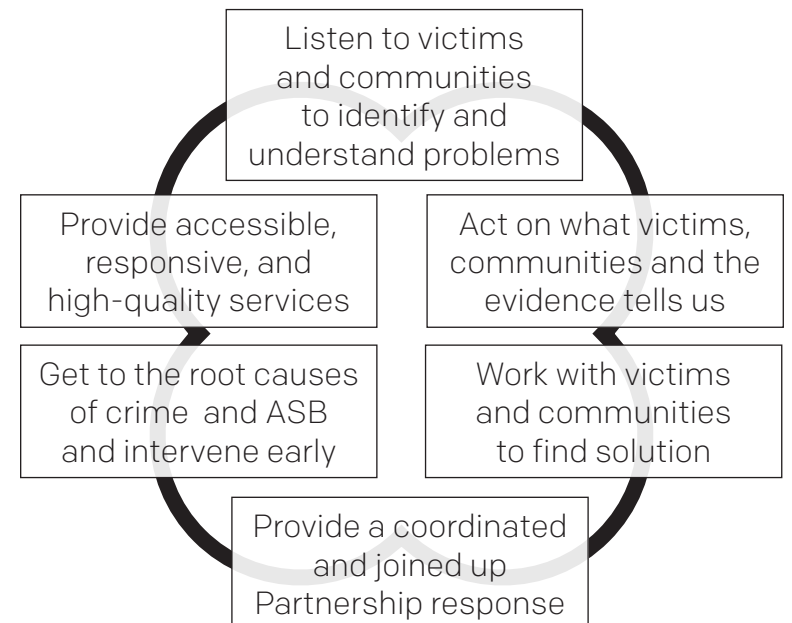 Listen to victims
and communities
to identify and
understand problems
Provide accessible,
responsive, and
high-quality services
Act on what victims,
communities and the
evidence tells us
Get to the root causes
of crime  and ASB
and intervene early
Work with victims
and communities
to find solution
Provide a coordinated
and joined up
Partnership response